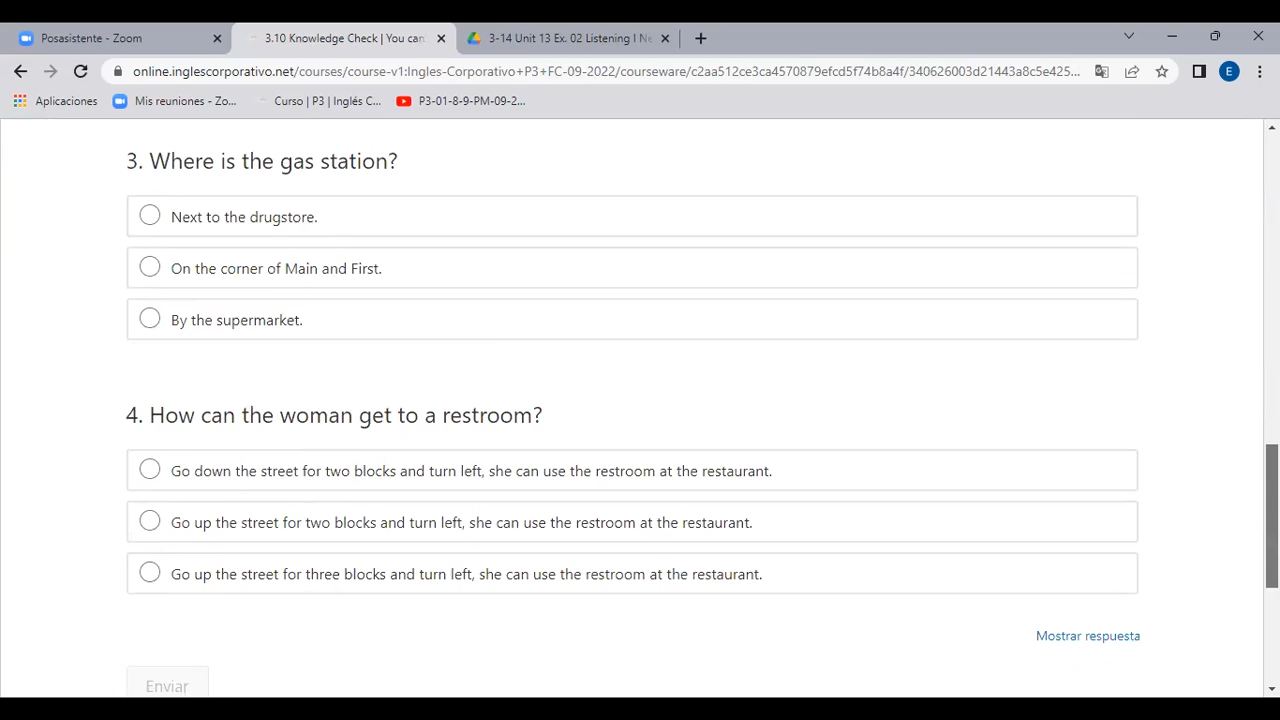 Posasistente - Zoom
3.10 Knowledge Check | You can
3-14 Unit 13 Ex. 02 Listening I Ne
online.inglescorporativo.net/courses/course-v1:Ingles-Corporativo+P3+FC-09-2022/courseware/c2aa512ce3ca4570879efcd5f74b8a4f/340626003d21443a8c5e425...
E
Aplicaciones
Mis reuniones - Zo...
Curso | P3 | Inglés C...
P3-01-8-9-PM-09-2...
3. Where is the gas station?
Next to the drugstore.
On the corner of Main and First.
By the supermarket.
4. How can the woman get to a restroom?
Go down the street for two blocks and turn left, she can use the restroom at the restaurant.
Go up the street for two blocks and turn left, she can use the restroom at the restaurant.
Go up the street for three blocks and turn left, she can use the restroom at the restaurant.
Mostrar respuesta
Enviar